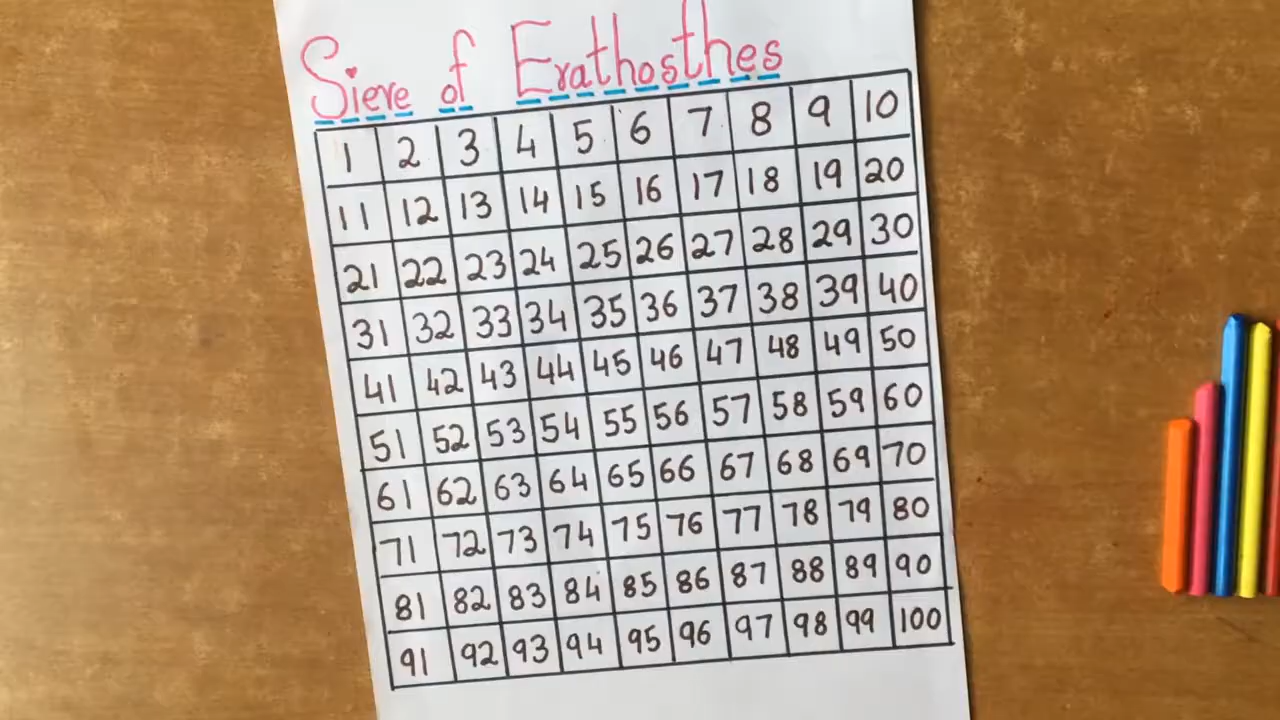 Sieve of Erathosthes
1 2 3 4 5 6 7 8 9 10
11 12 13 14 15 16 17 18 19 20
21 22 23 24 25 26 27 28 29 30
31 32 33 34 35 36 37 38 39 40
41 42 43 44 45 46 47 48 49 50
51 52 53 54 55 56 57 58 59 60
61 62 63 64 65 66 67 68 69 70
71 72 73 74 75 76 77 78 79 80
81 82 83 84 85 86 87 88 89 90
91 92 93 94 95 96 97 98 99 100